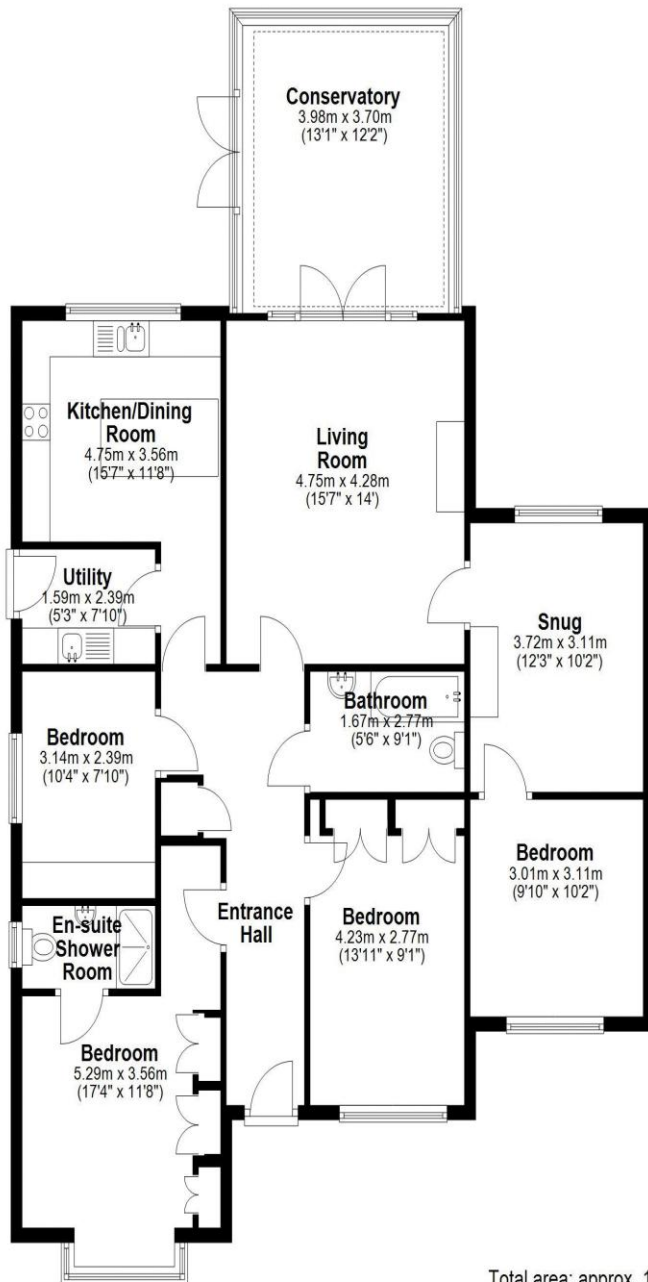 Conservatory
3.98m x 3.70m
(13'1" x 12'2")
Kitchen/Dining
Room
4.75m x 3.56m
(15'7" x 11'8")
Living
Room
4.75m x 4.28m
(15'7" x 14')
Utility
1.59m x 2.39m
(5'3" x 7'10")
Snug
3.72m x 3.11m
(12'3" x 10'2")
Bathroom
1.67m x 2.77m
(5'6" x 9'1")
Bedroom
3.14m x 2.39m
(10'4" x 7'10")
Bedroom
3.01m x 3.11m
(9'10" x 10'2")
Entrance
Hall
Bedroom
4.23m x 2.77m
(13'11" x 9'1")
En-suite
Shower
Room
Bedroom
5.29m x 3.56m
(17'4" x 11'8")
Total area: approx. 1